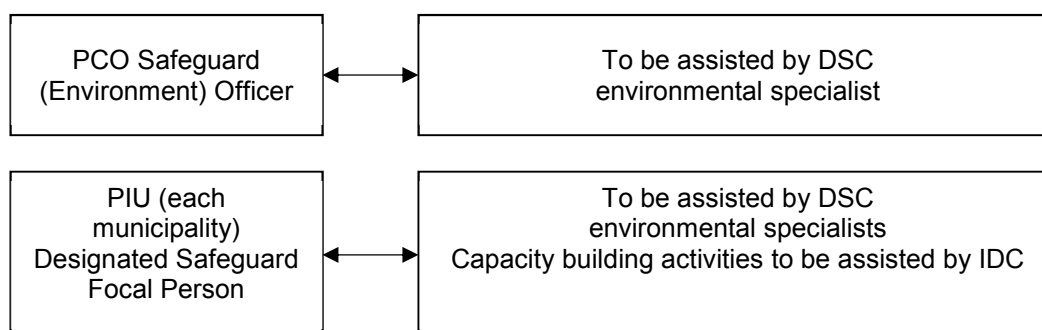 PCO Safeguard
(Environment) Officer
To be assisted by DSC
environmental specialist
PIU (each
municipality)
Designated Safeguard
Focal Person
To be assisted by DSC
environmental specialists
Capacity building activities to be assisted by IDC